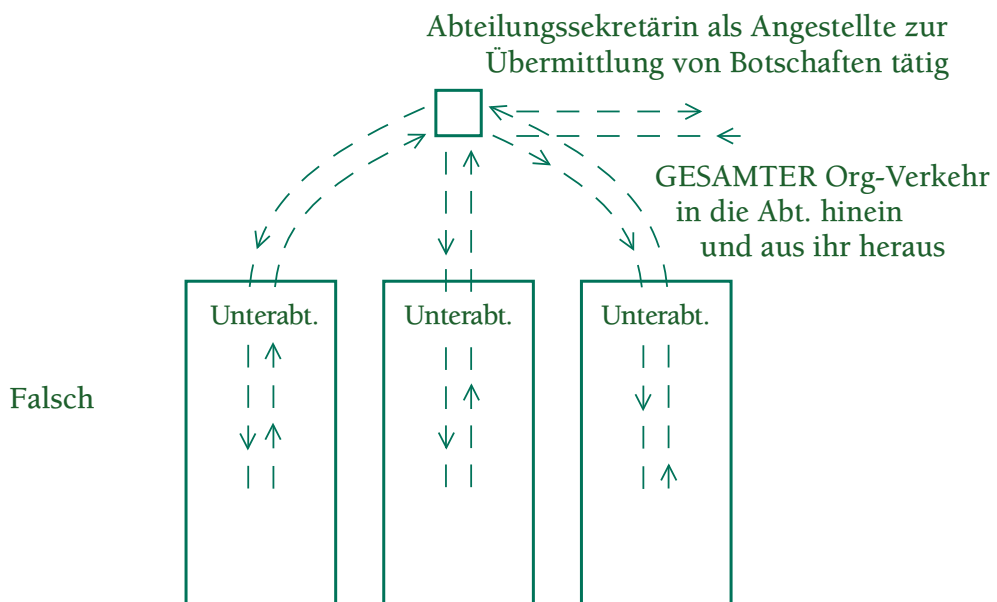 Abteilungssekretärin als Angestellte zur
Übermittlung von Botschaften tätig
GESAMTER Org-Verkehr
in die Abt. hinein
und aus ihr heraus
Unterabt.
Unterabt.
Unterabt.
Falsch